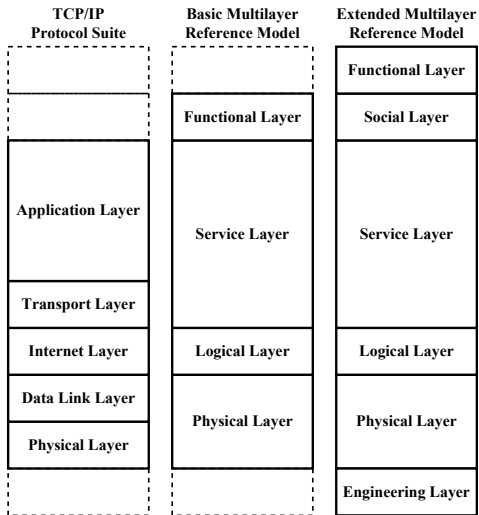 TCP/IP
Protocol Suite
Application Layer
Transport Layer
Internet Layer
Data Link Layer
Physical Layer
Basic Multilayer
Reference Model
Functional Layer
Service Layer
Logical Layer
Physical Layer
Extended Multilayer
Reference Model
Functional Layer
Social Layer
Service Layer
Logical Layer
Physical Layer
Engineering Layer